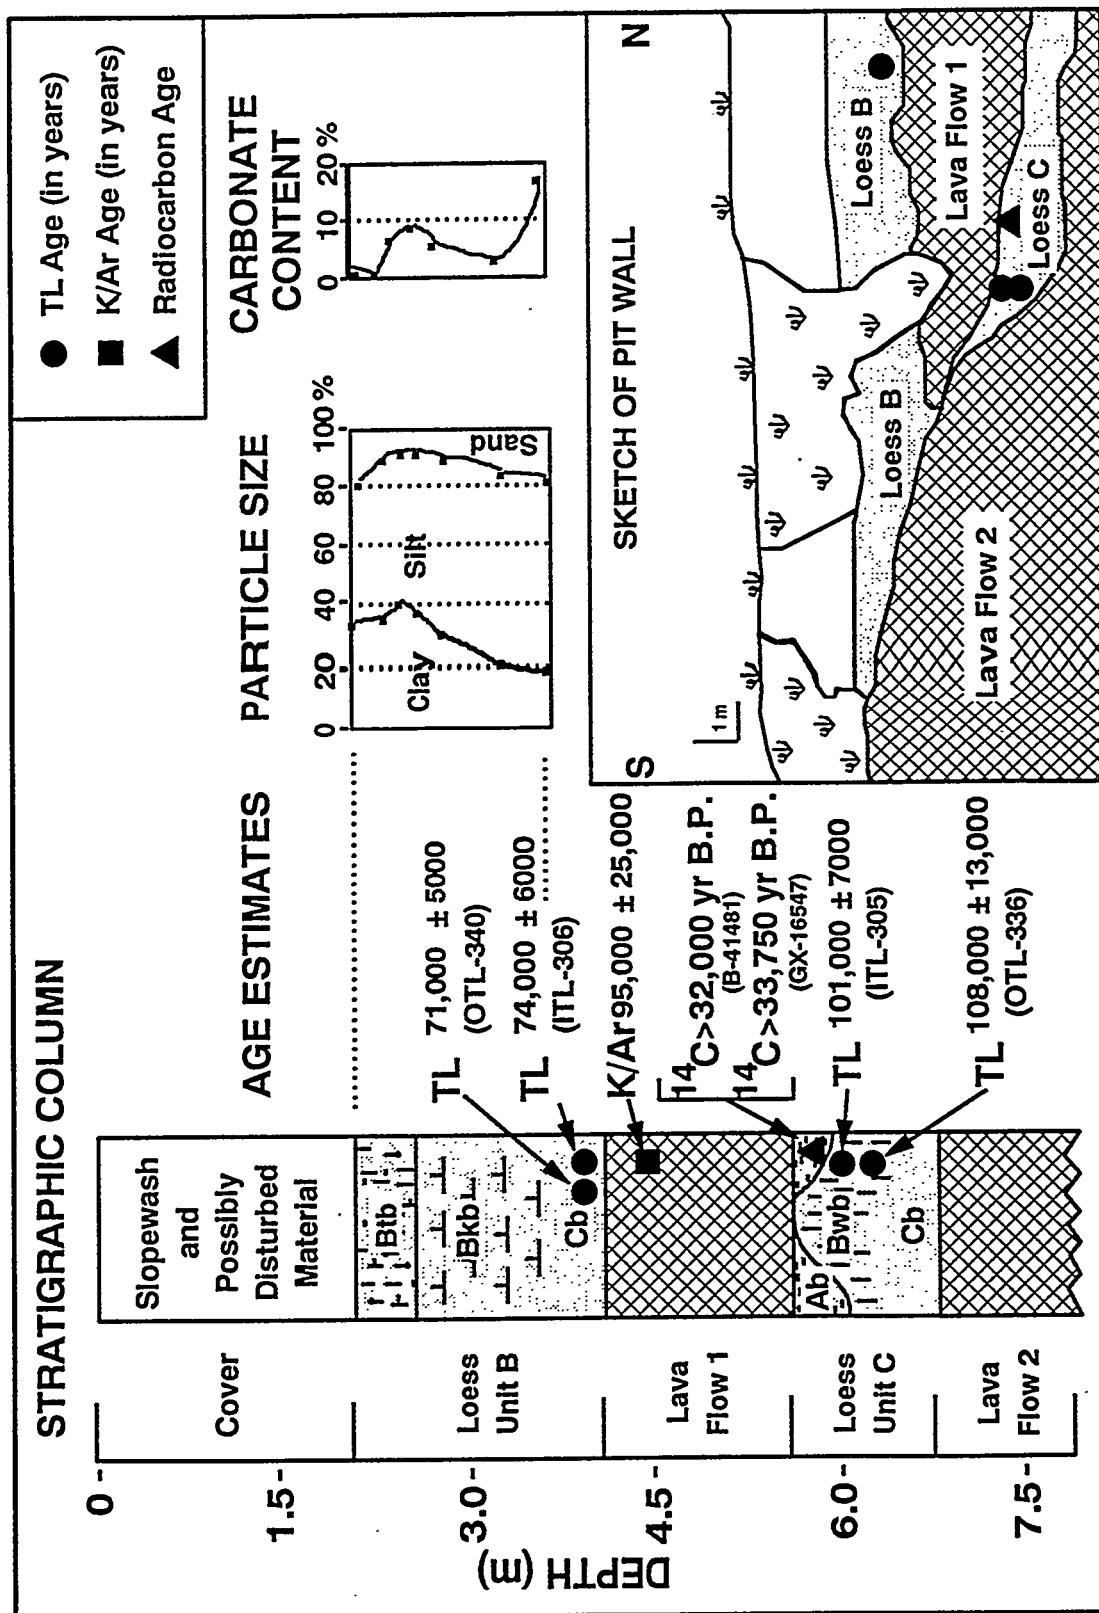 STRATIGRAPHIC COLUMN
TL Age (in years)
K/Ar Age (in years)
Radiocarbon Age
AGE ESTIMATES
PARTICLE SIZE
CARBONATE
CONTENT
0 20 40 60 80 100 %
Clay
Silt
Sand
0 10 20 %
DEPTH (m)
0 -
1.5 -
3.0 -
4.5 -
6.0 -
7.5 -
Cover
Loess
Unit B
Lava
Flow 1
Loess
Unit C
Lava
Flow 2
Slopewash
and
Possibly
Disturbed
Material
Btb
Bkb
Cb
Ab
Bwb
Cb
TL 71,000 ± 5000
(OTL-340)
TL 74,000 ± 6000
(ITL-306)
K/Ar 95,000 ± 25,000
14C>32,000 yr B.P.
(B-41481)
14C>33,750 yr B.P.
(GX-16547)
TL 101,000 ± 7000
(ITL-305)
TL 108,000 ± 13,000
(OTL-336)
SKETCH OF PIT WALL
S
N
1 m
Loess B
Loess B
Lava Flow 1
Loess C
Lava Flow 2